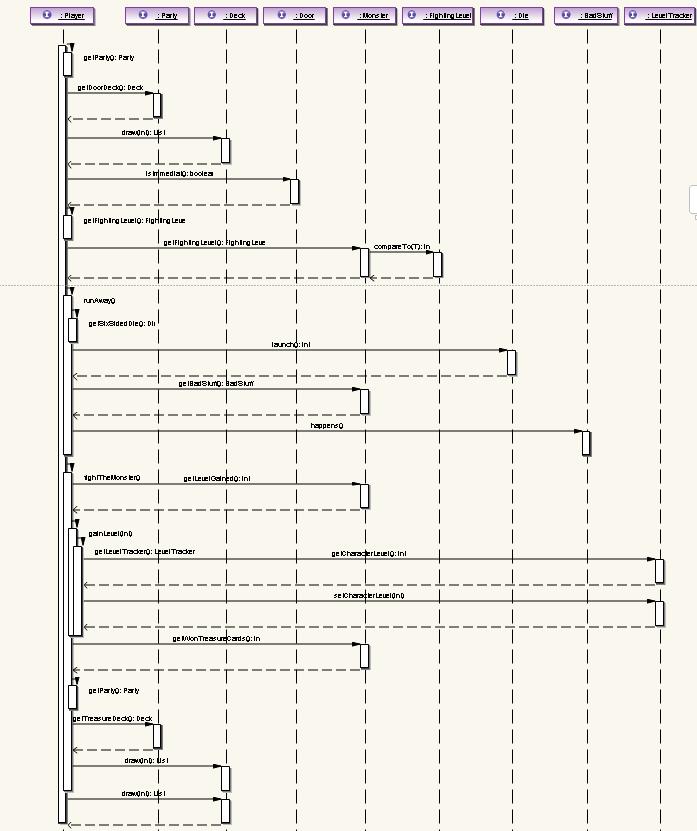 : Player
: Party
: Deck
: Door
: Monster
: FightingLevel
: Die
: BadStuff
: LevelTracker
getParty(): Party
getDoorDeck(): Deck
draw(int): List
isImmediat(): boolean
getFightingLevel(): FightingLeve
getFightingLevel(): FightingLeve
compareTo(T): in
runAway()
getSixSidedDie(): Di
launch(): int
getBadStuff(): BadStuff
happens()
fightTheMonster()
getLevelGained(): int
gainLevel(int)
getLevelTracker(): LevelTracker
getCharacterLevel(): int
setCharacterLevel(int)
getWonTreasureCards(): in
getParty(): Party
getTreasureDeck(): Deck
draw(int): List
draw(int): List